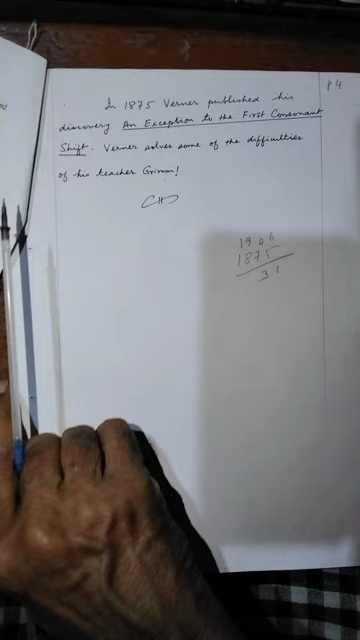 p4
In 1875 Verner published his
discovery An Exception to the First Consonant
Shift. Verner solves some of the difficulties
of his teacher Grimm!
1906
1875
31